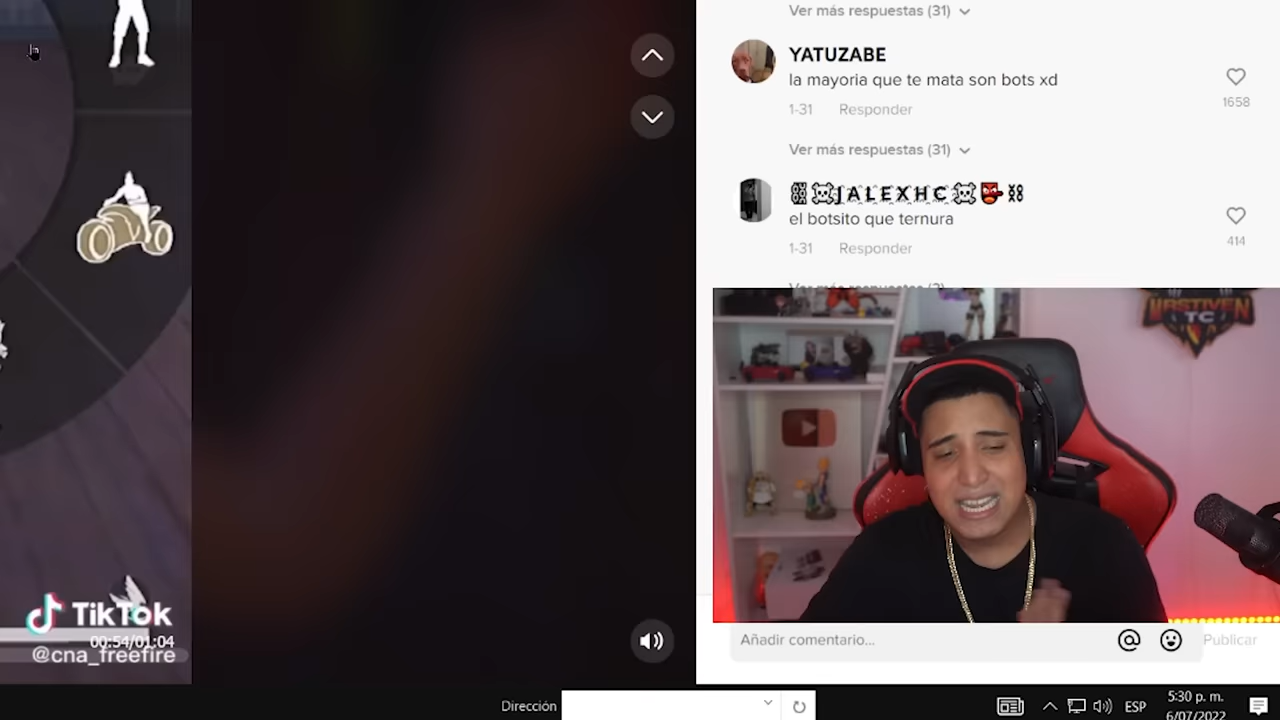 Ver más respuestas (31)
YATUZABE
la mayoria que te mata son bots xd
1-31 Responder
1658
Ver más respuestas (31)
JALEXHC
el botsito que ternura
1-31 Responder
414
MRSTIVEN
TC
Añadir comentario...
Publicar
TikTok
00:54/01:04
@cna_freefire
Dirección
ESP
5:30 p. m.
6/07/2022